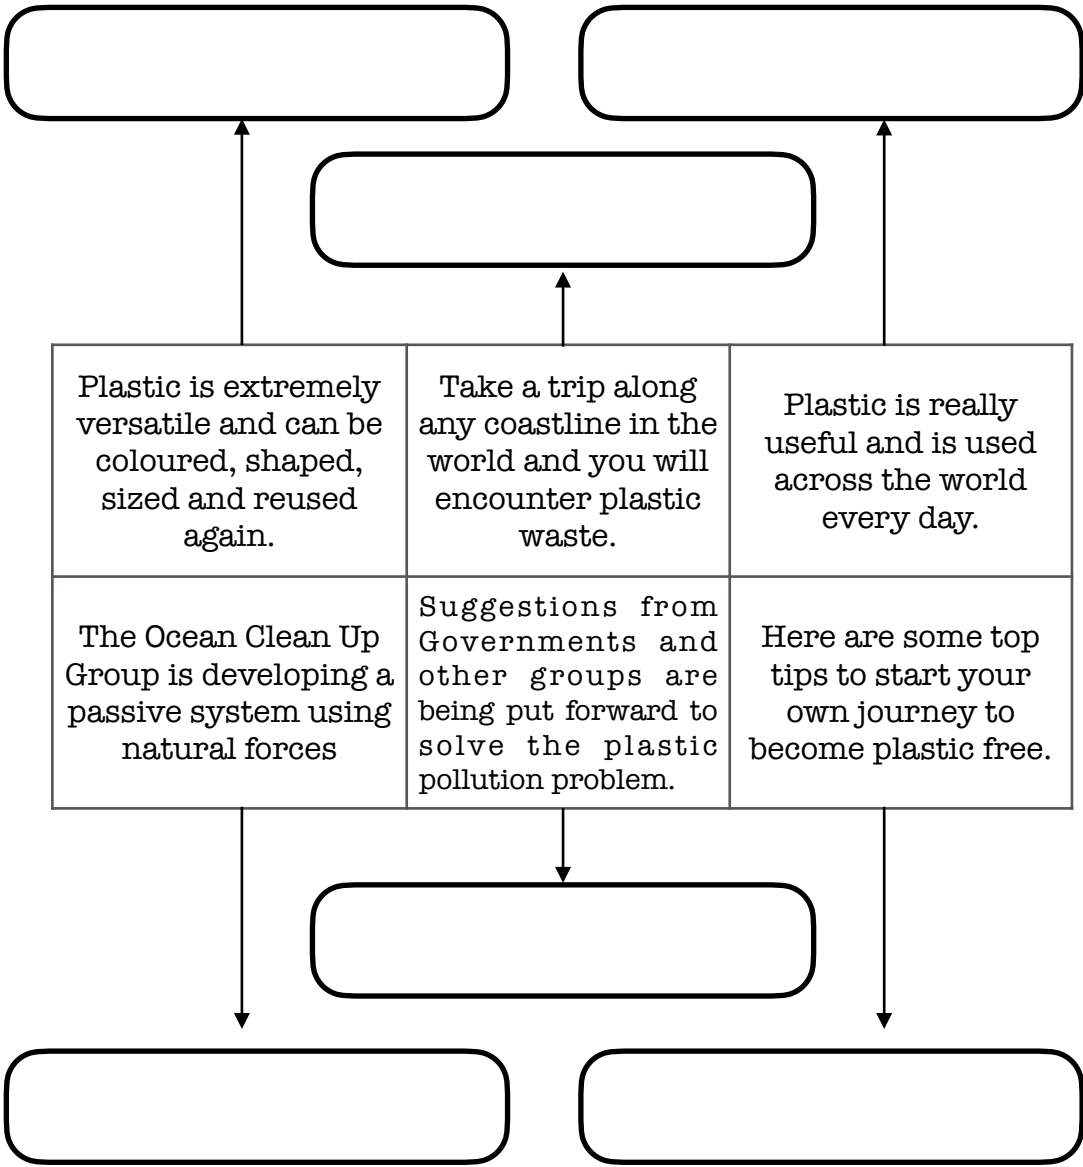 Plastic is extremely
versatile and can be
coloured, shaped,
sized and reused
again.
Take a trip along
any coastline in the
world and you will
encounter plastic
waste.
Plastic is really
useful and is used
across the world
every day.
The Ocean Clean Up
Group is developing a
passive system using
natural forces
Suggestions from
Governments and
other groups are
being put forward to
solve the plastic
pollution problem.
Here are some top
tips to start your
own journey to
become plastic free.